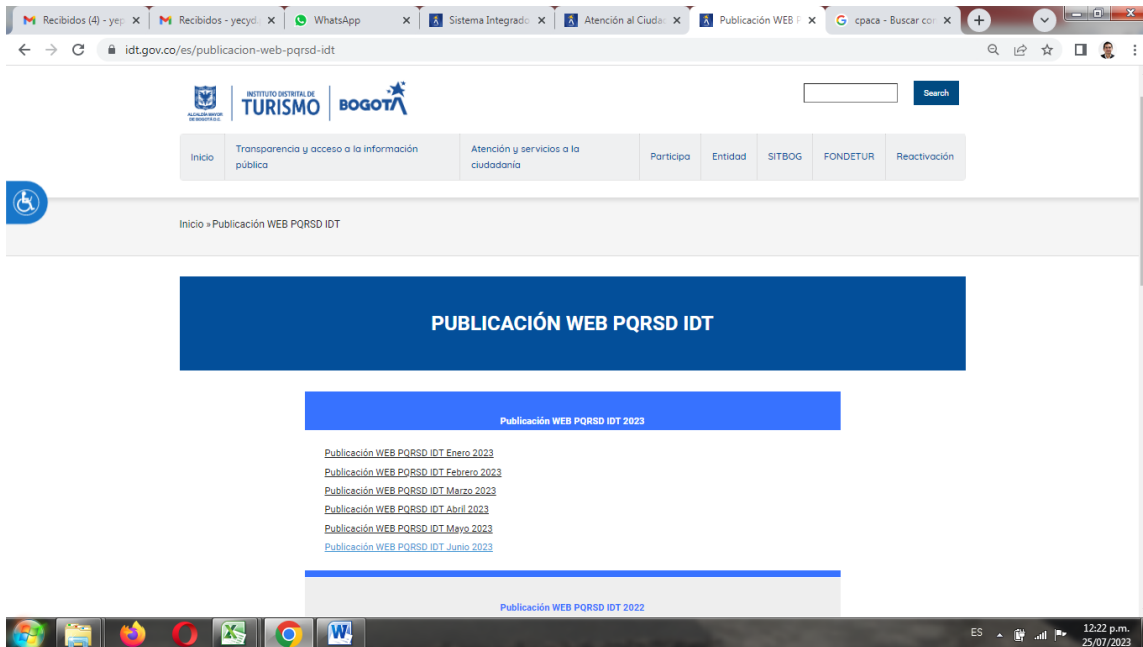 Recibidos (4) - yep
Recibidos - yecyd.
WhatsApp
Sistema Integrado
Atención al Ciudad
Publicación WEB P
cpaca - Buscar con
idt.gov.co/es/publicacion-web-pqrsd-idt
ALCALDÍA MAYOR
DE BOGOTÁ D.C.
INSTITUTO DISTRITAL DE
TURISMO
BOGOTÁ
Search
Inicio
Transparencia y acceso a la información
pública
Atención y servicios a la
ciudadanía
Participa
Entidad
SITBOG
FONDETUR
Reactivación
Inicio » Publicación WEB PQRSD IDT
PUBLICACIÓN WEB PQRSD IDT
Publicación WEB PQRSD IDT 2023
Publicación WEB PQRSD IDT Enero 2023
Publicación WEB PQRSD IDT Febrero 2023
Publicación WEB PQRSD IDT Marzo 2023
Publicación WEB PQRSD IDT Abril 2023
Publicación WEB PQRSD IDT Mayo 2023
Publicación WEB PQRSD IDT Junio 2023
Publicación WEB PQRSD IDT 2022
ES
12:22 p.m.
25/07/2023